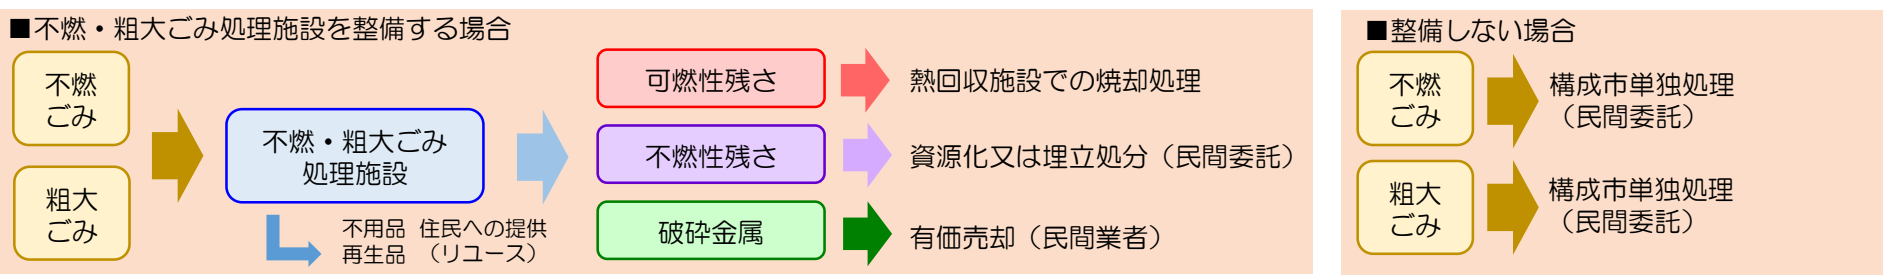 ■不燃・粗大ごみ処理施設を整備する場合
不燃
ごみ
粗大
ごみ
不燃・粗大ごみ
処理施設
不用品 住民への提供
再生品 （リユース）
可燃性残さ
熱回収施設での焼却処理
不燃性残さ
資源化又は埋立処分（民間委託）
破砕金属
有価売却（民間業者）
■整備しない場合
不燃
ごみ
構成市単独処理
（民間委託）
粗大
ごみ
構成市単独処理
（民間委託）